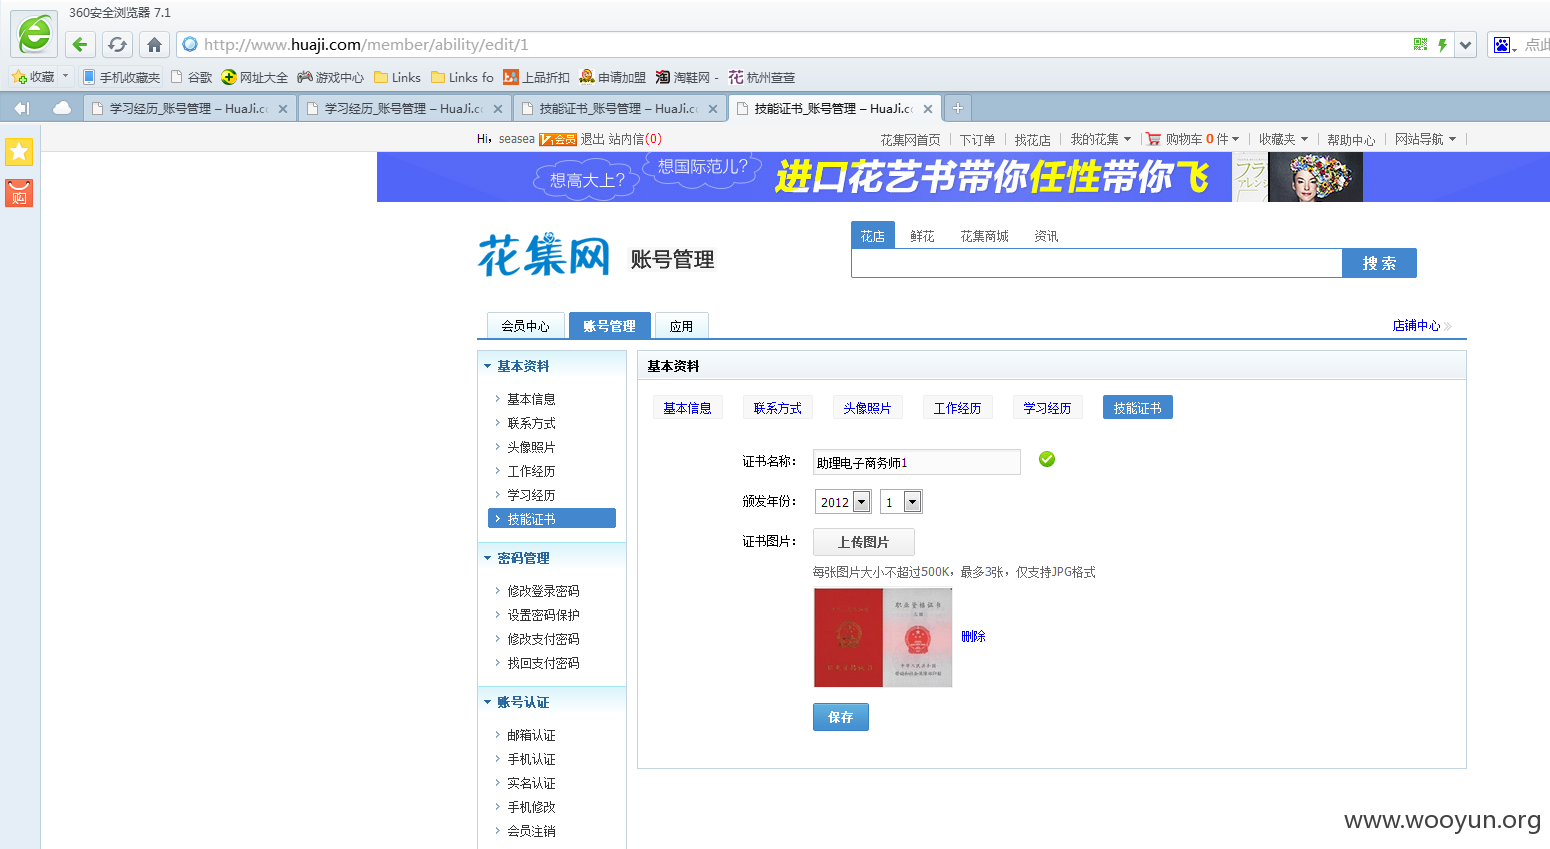 360安全浏览器 7.1
http://www.huaji.com/member/ability/edit/1
点此
收藏 手机收藏夹 谷歌 网址大全 游戏中心 Links Links fo 上品折扣 申请加盟 淘鞋网 - 杭州萱萱
学习经历_账号管理 – HuaJi.c 学习经历_账号管理 – HuaJi.c 技能证书_账号管理 – HuaJi.c 技能证书_账号管理 – HuaJi.c
Hi, seasea 会员 退出 站内信(0) 花集网首页 下订单 找花店 我的花集 购物车 0 件 收藏夹 帮助中心 网站导航
购
想高大上? 想国际范儿? 进口花艺书带你任性带你飞
フラ
アレンジ
花集网 账号管理
花店 鲜花 花集商城 资讯
搜 索
会员中心 账号管理 应用 店铺中心
基本资料
基本信息
联系方式
头像照片
工作经历
学习经历
技能证书
密码管理
修改登录密码
设置密码保护
修改支付密码
找回支付密码
账号认证
邮箱认证
手机认证
实名认证
手机修改
会员注销
基本资料
基本信息 联系方式 头像照片 工作经历 学习经历 技能证书
证书名称： 助理电子商务师1
颁发年份： 2012 1
证书图片： 上传图片
每张图片大小不超过500K，最多3张，仅支持JPG格式
职业资格证书
删除
保存
www.wooyun.org